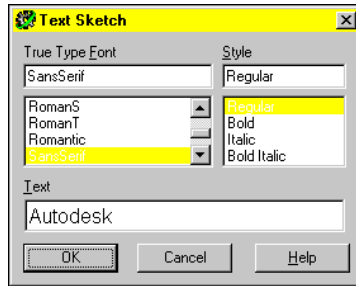 Text Sketch
True Type Font
Style
SansSerif
Regular
RomanS
RomanT
Romantic
SansSerif
Regular
Bold
Italic
Bold Italic
Text
Autodesk
OK
Cancel
Help